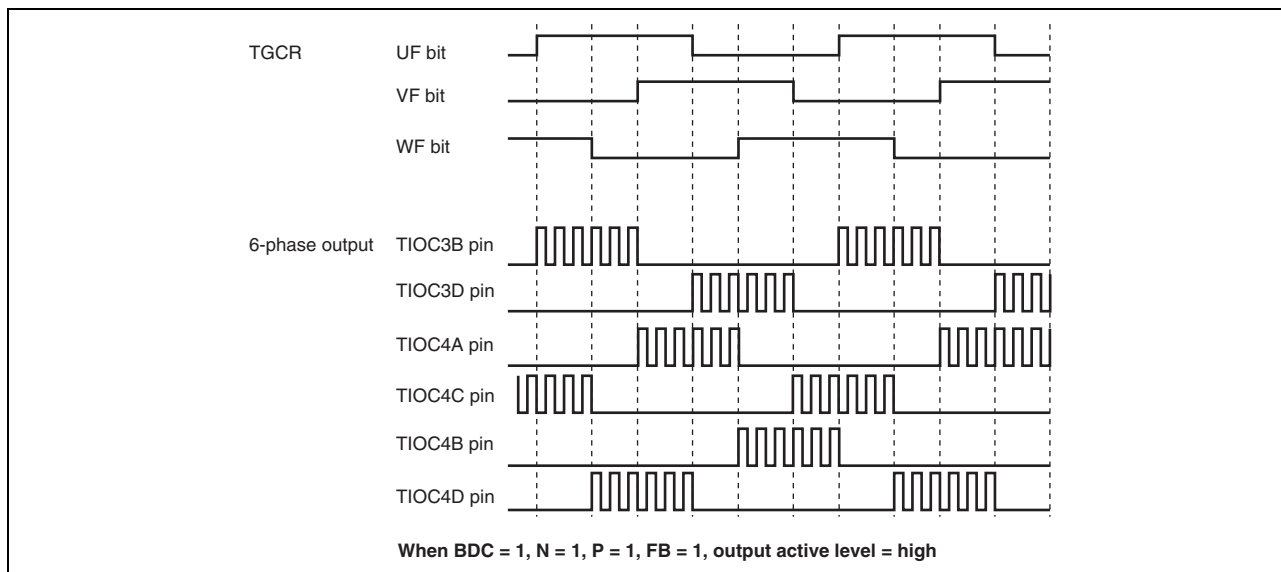 TGCR UF bit
VF bit
WF bit
6-phase output TIOC3B pin
TIOC3D pin
TIOC4A pin
TIOC4C pin
TIOC4B pin
TIOC4D pin
When BDC = 1, N = 1, P = 1, FB = 1, output active level = high